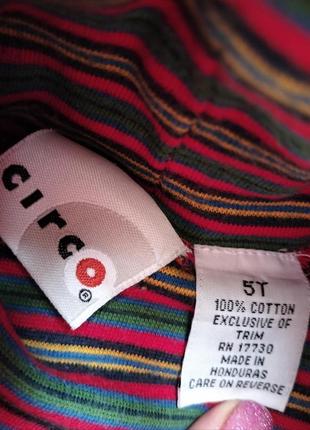 circo
®
5T
100% COTTON
EXCLUSIVE OF
TRIM
RN 17730
MADE IN
HONDURAS
CARE ON REVERSE